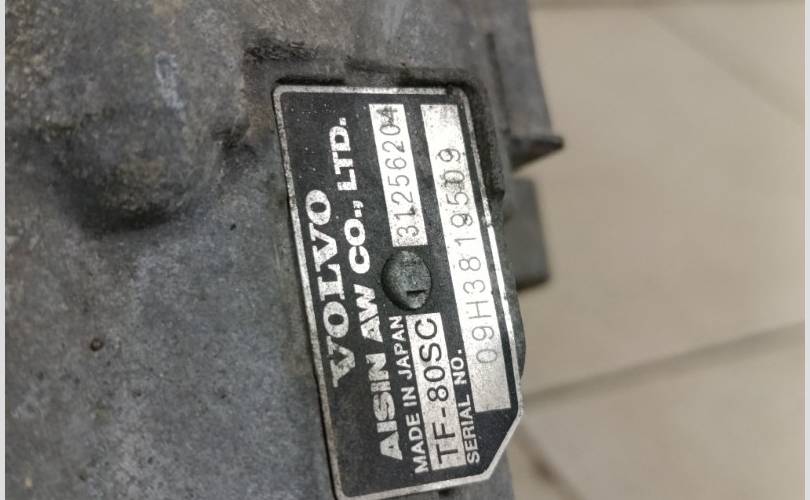 VOLVO
AISIN AW CO., LTD.
MADE IN JAPAN 31256204
TF-80SC
SERIAL NO. 09H3819509